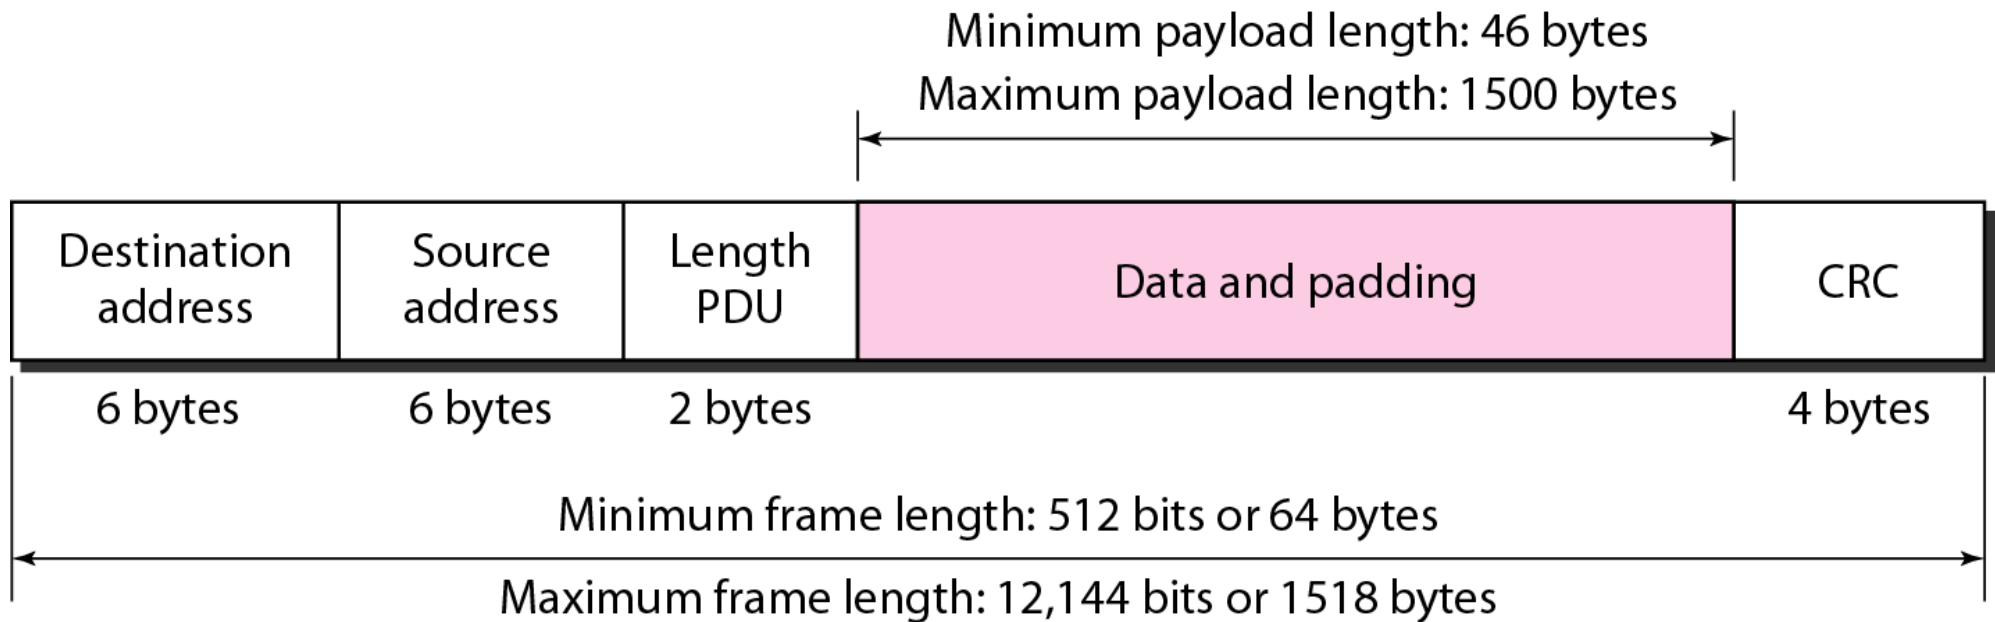 Minimum payload length: 46 bytes
Maximum payload length: 1500 bytes
Destination
address
Source
address
Length
PDU
Data and padding
CRC
6 bytes
6 bytes
2 bytes
4 bytes
Minimum frame length: 512 bits or 64 bytes
Maximum frame length: 12,144 bits or 1518 bytes